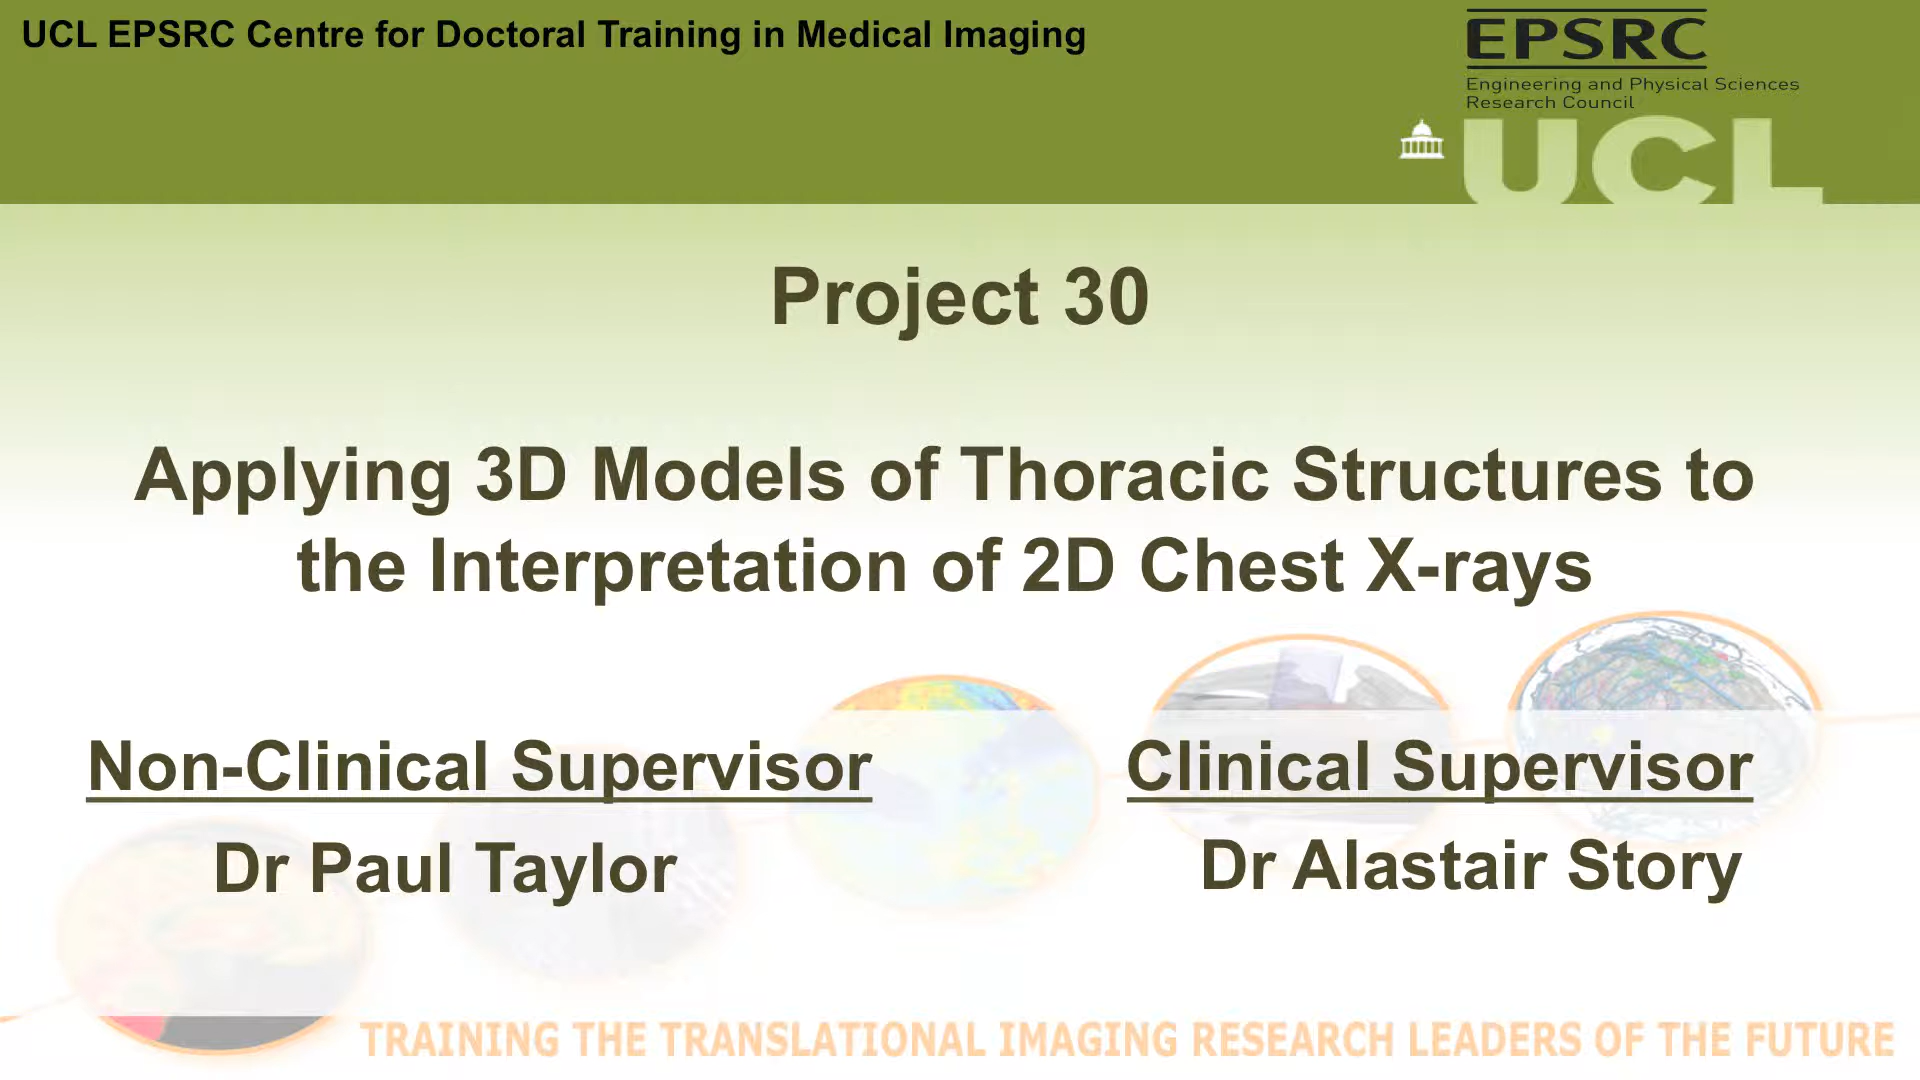 UCL EPSRC Centre for Doctoral Training in Medical Imaging
EPSRC
Engineering and Physical Sciences
Research Council
UCL
Project 30
Applying 3D Models of Thoracic Structures to
the Interpretation of 2D Chest X-rays
Non-Clinical Supervisor
Dr Paul Taylor
Clinical Supervisor
Dr Alastair Story
TRAINING THE TRANSLATIONAL IMAGING RESEARCH LEADERS OF THE FUTURE